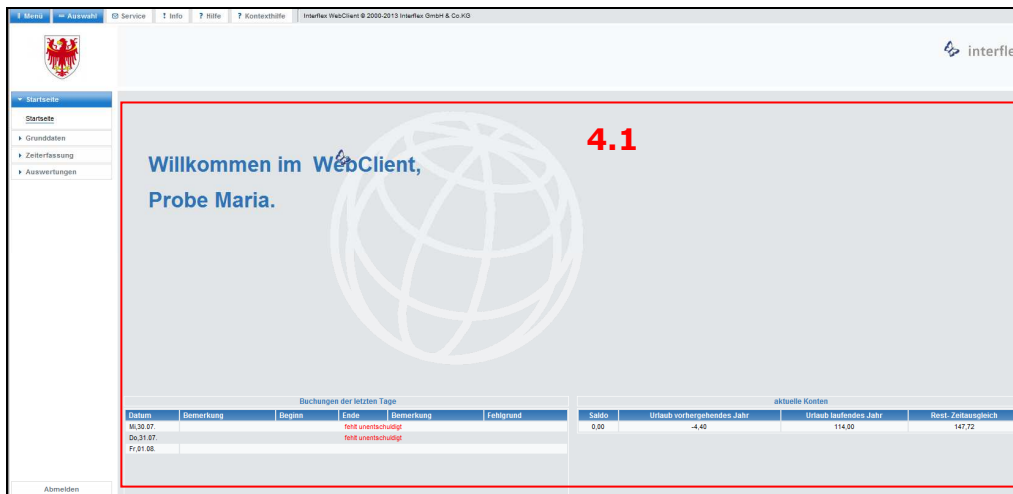 Menü Auswahl Service ! Info ? Hilfe ? Kontexthilfe Interflex WebClient © 2000-2013 Interflex GmbH & Co.KG
interfle
Startseite
Startseite
Grunddaten
Zeiterfassung
Auswertungen
4.1
Willkommen im WebClient,
Probe Maria.
Buchungen der letzten Tage
Datum Bemerkung Beginn Ende Bemerkung Fehlgrund
Mi,30.07. fehlt unentschuldigt
Do,31.07. fehlt unentschuldigt
Fr,01.08.
aktuelle Konten
Saldo Urlaub vorhergehendes Jahr Urlaub laufendes Jahr Rest-Zeitausgleich
0,00 -4,40 114,00 147,72
Abmelden